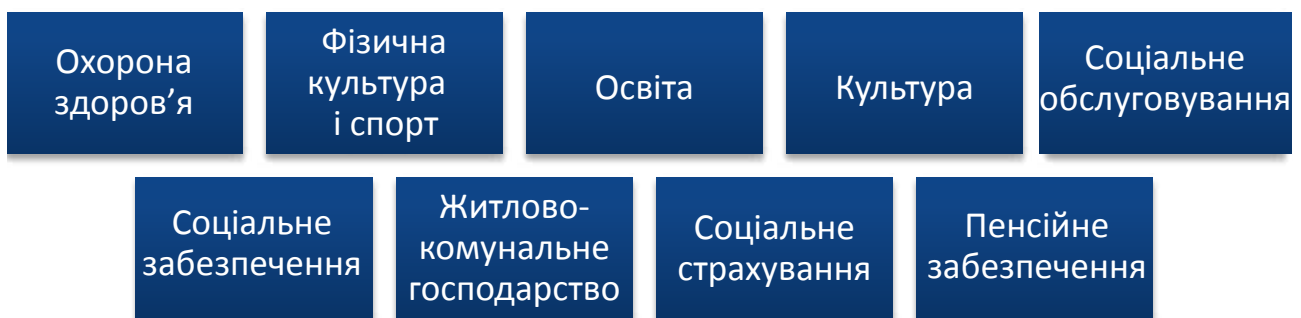 Охорона
здоров’я
Фізична
культура
і спорт
Освіта
Культура
Соціальне
обслуговування
Соціальне
забезпечення
Житлово-
комунальне
господарство
Соціальне
страхування
Пенсійне
забезпечення